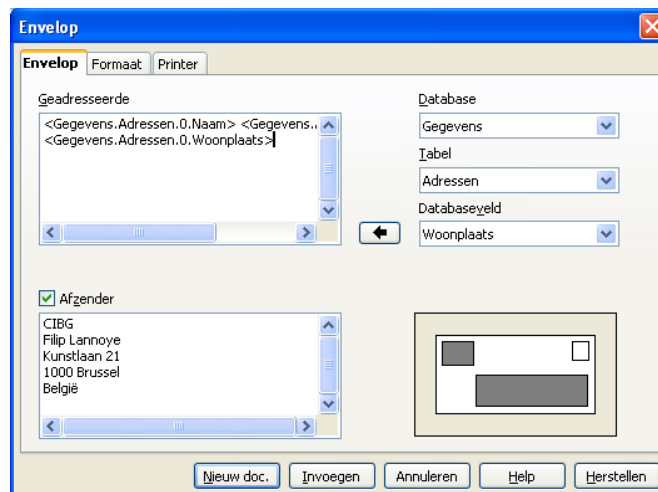 Envelop
Envelop Formaat Printer
Geadresseerde
<Gegevens.Adressen.0.Naam> <Gegevens.
<Gegevens.Adressen.0.Woonplaats>
Database
Gegevens
Tabel
Adressen
Databaseveld
Woonplaats
Afzender
CIBG
Filip Lannoye
Kunstlaan 21
1000 Brussel
België
Nieuw doc. Invoegen Annuleren Help Herstellen